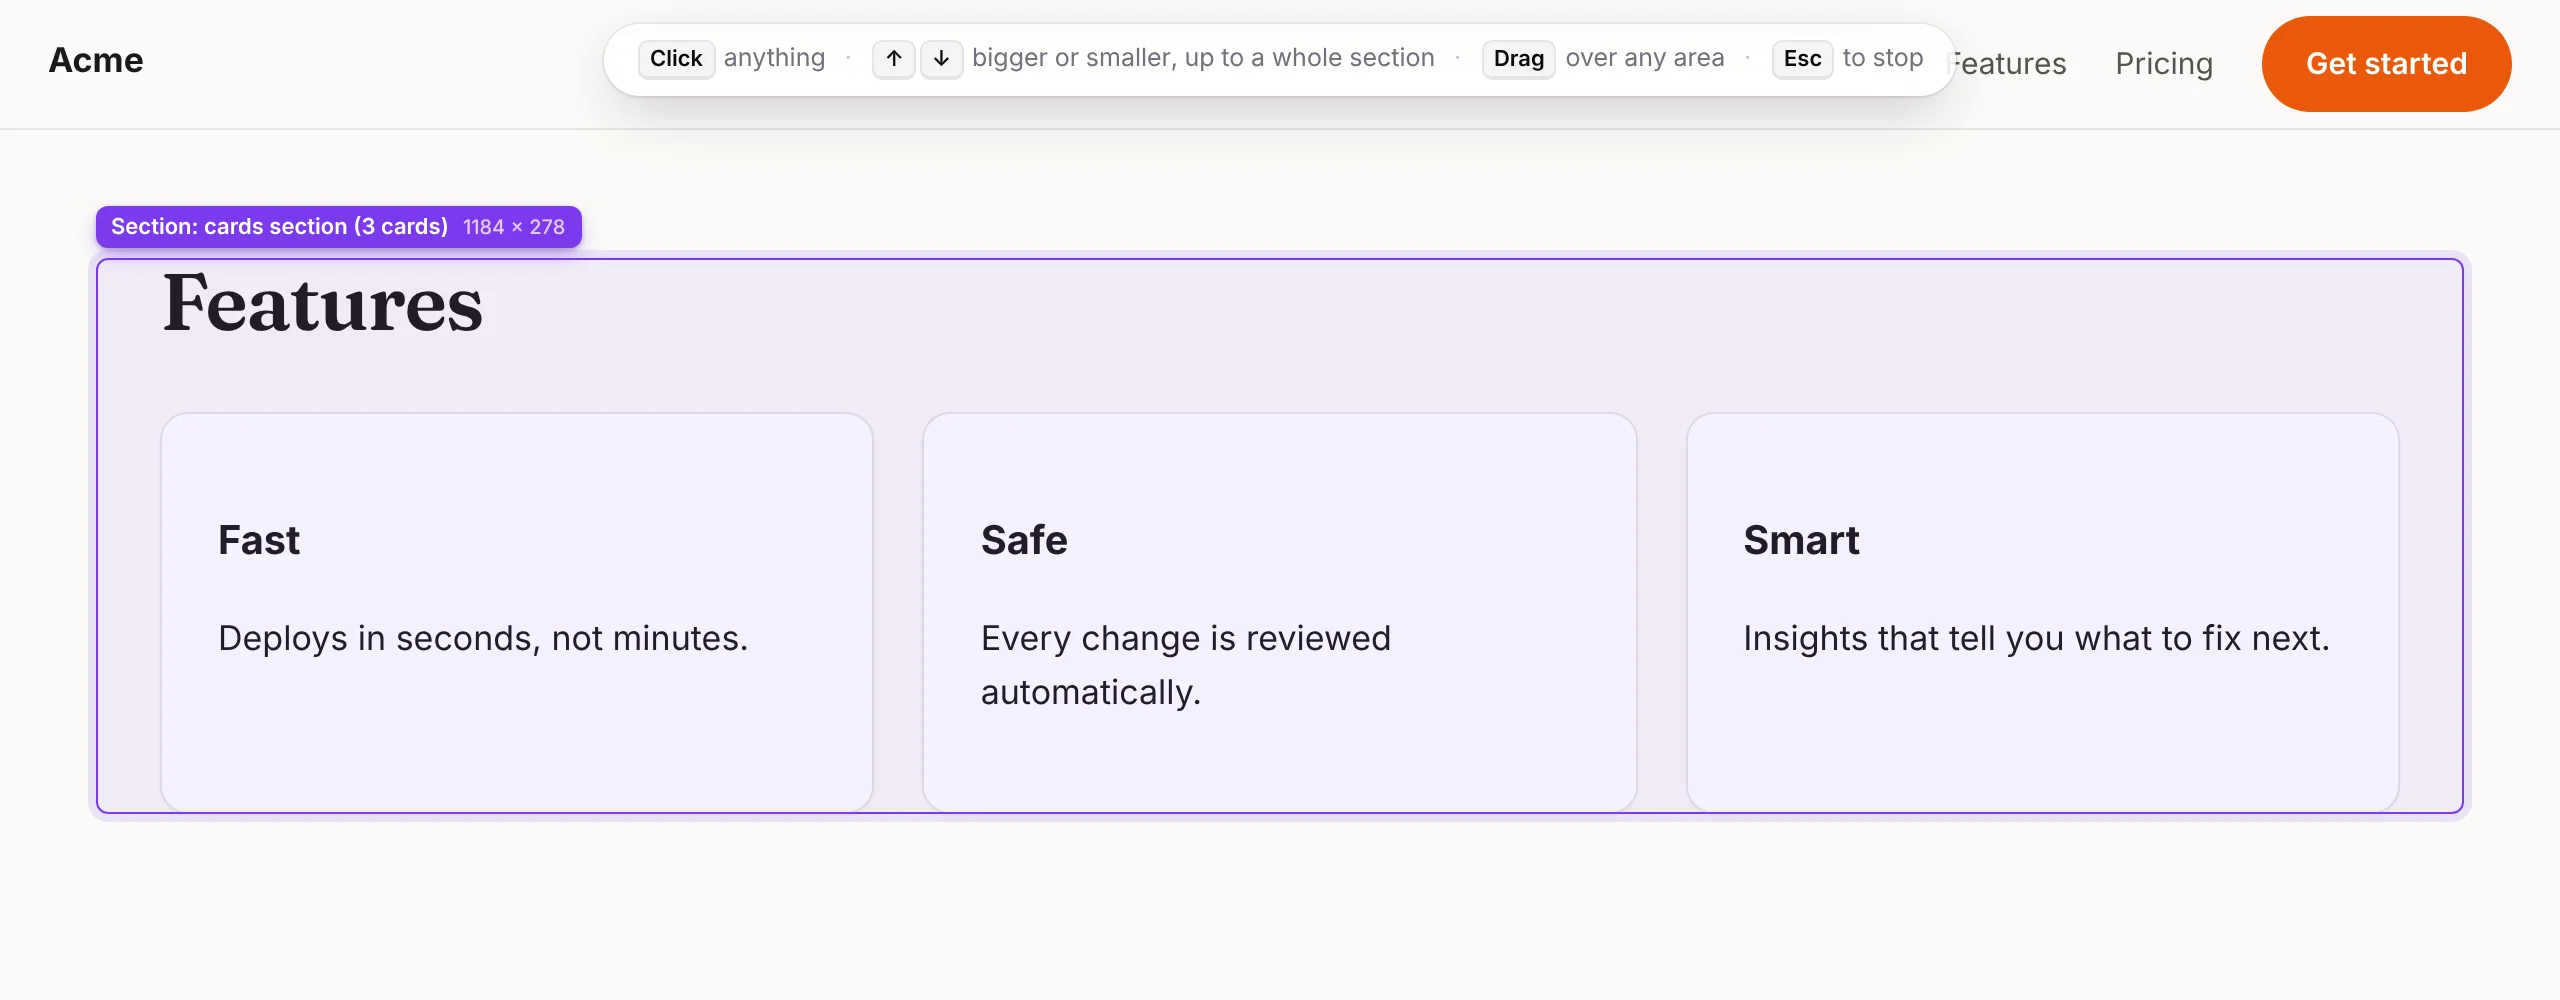 Acme
Click anything · ↑ ↓ bigger or smaller, up to a whole section · Drag over any area · Esc to stop
Features Pricing Get started
Section: cards section (3 cards) 1184 × 278
Features
Fast
Deploys in seconds, not minutes.
Safe
Every change is reviewed
automatically.
Smart
Insights that tell you what to fix next.